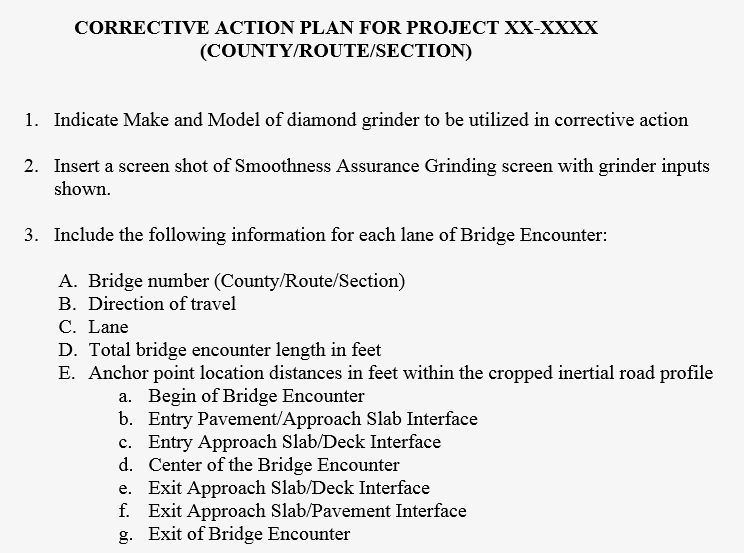 CORRECTIVE ACTION PLAN FOR PROJECT XX-XXXX
(COUNTY/ROUTE/SECTION)
1. Indicate Make and Model of diamond grinder to be utilized in corrective action
2. Insert a screen shot of Smoothness Assurance Grinding screen with grinder inputs
shown.
3. Include the following information for each lane of Bridge Encounter:
A. Bridge number (County/Route/Section)
B. Direction of travel
C. Lane
D. Total bridge encounter length in feet
E. Anchor point location distances in feet within the cropped inertial road profile
a. Begin of Bridge Encounter
b. Entry Pavement/Approach Slab Interface
c. Entry Approach Slab/Deck Interface
d. Center of the Bridge Encounter
e. Exit Approach Slab/Deck Interface
f. Exit Approach Slab/Pavement Interface
g. Exit of Bridge Encounter